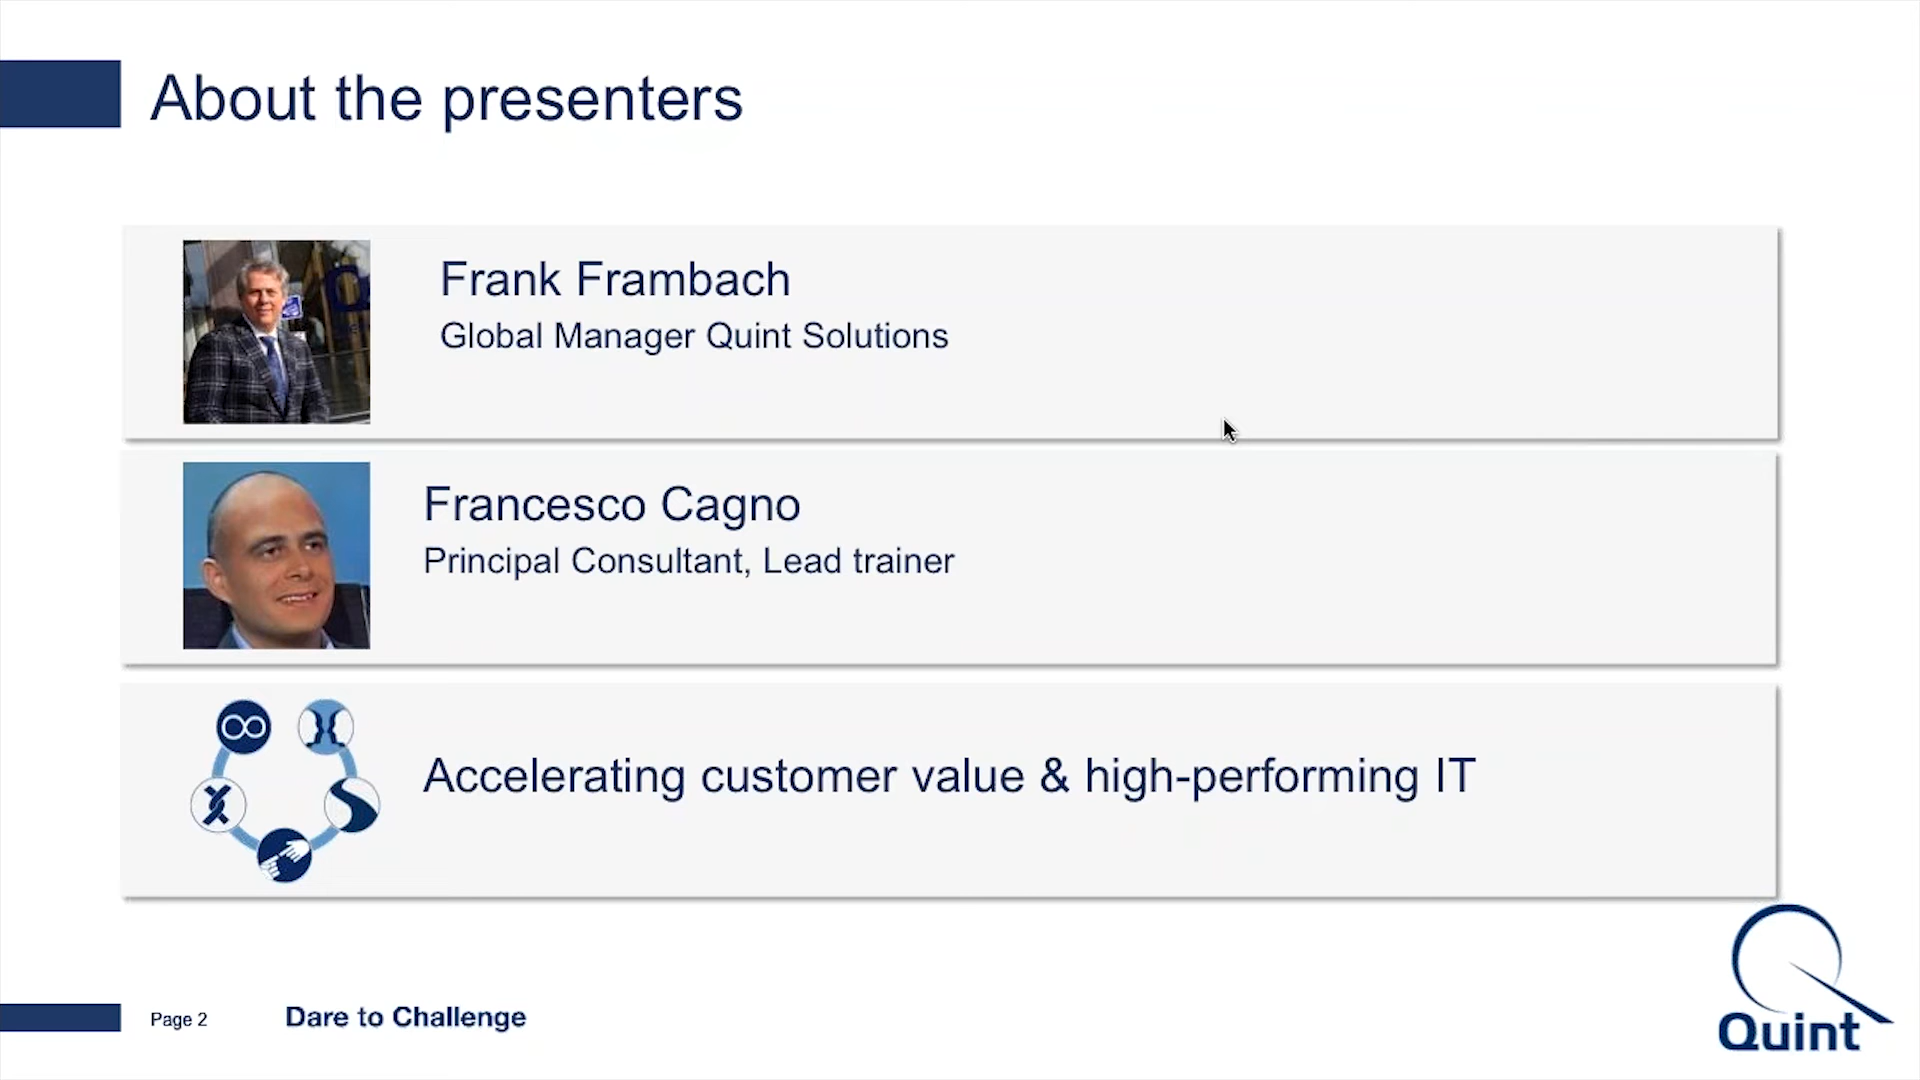 About the presenters
Frank Frambach
Global Manager Quint Solutions
Francesco Cagno
Principal Consultant, Lead trainer
Accelerating customer value & high-performing IT
Page 2
Dare to Challenge
Quint